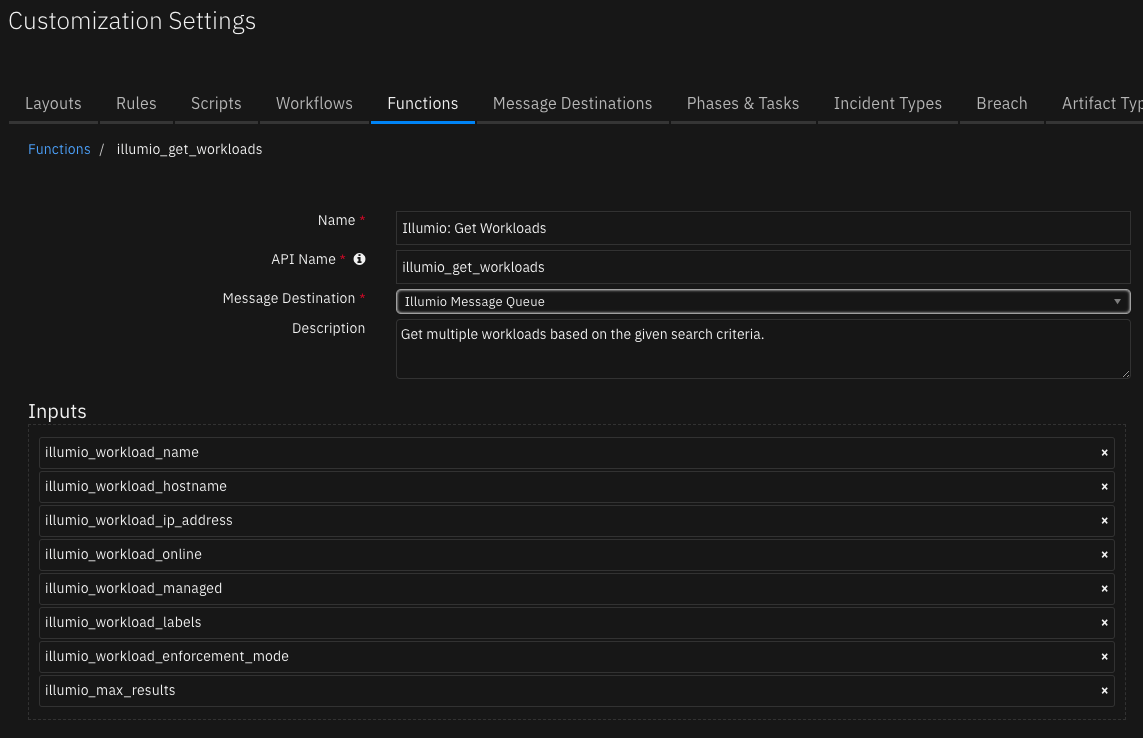 Customization Settings
Layouts Rules Scripts Workflows Functions Message Destinations Phases & Tasks Incident Types Breach Artifact Typ
Functions / illumio_get_workloads
Name * Illumio: Get Workloads
API Name * illumio_get_workloads
Message Destination * Illumio Message Queue
Description Get multiple workloads based on the given search criteria.
Inputs
illumio_workload_name ×
illumio_workload_hostname ×
illumio_workload_ip_address ×
illumio_workload_online ×
illumio_workload_managed ×
illumio_workload_labels ×
illumio_workload_enforcement_mode ×
illumio_max_results ×